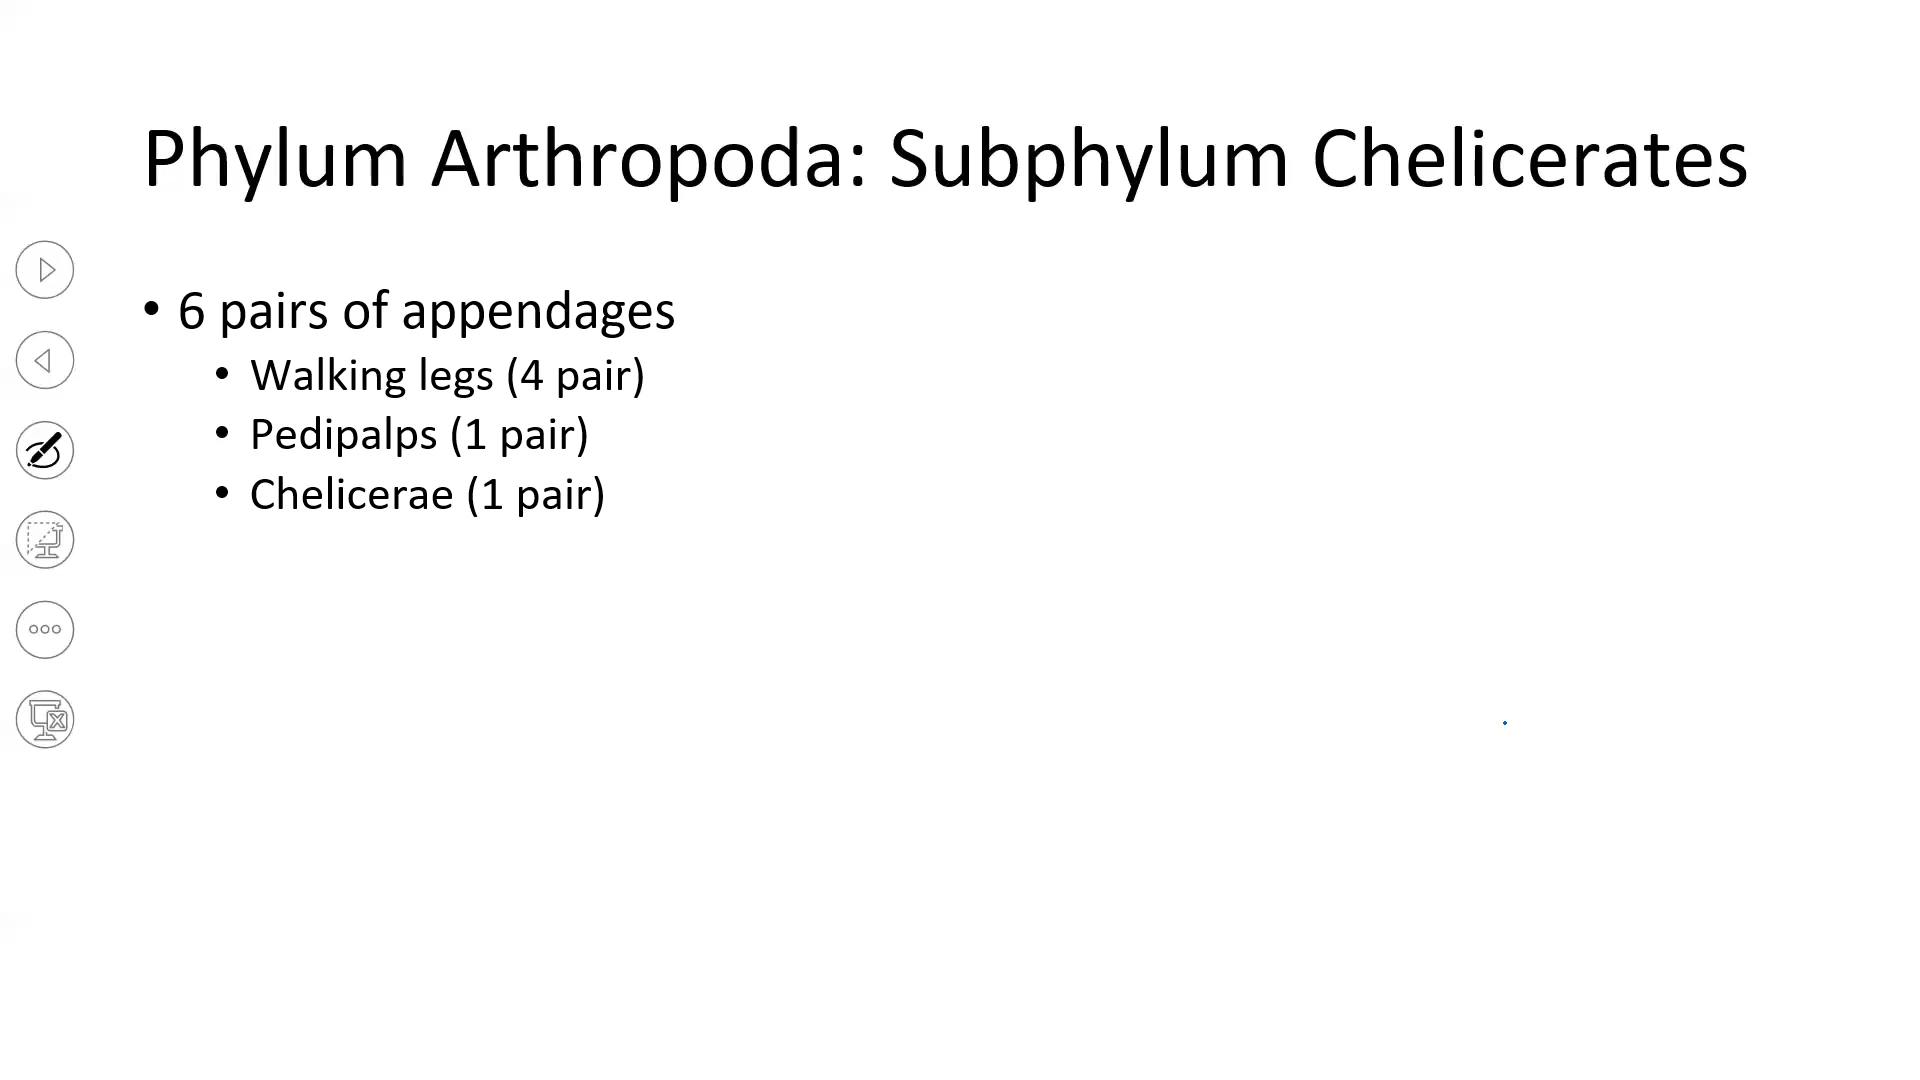 Phylum Arthropoda: Subphylum Chelicerates
• 6 pairs of appendages
• Walking legs (4 pair)
• Pedipalps (1 pair)
• Chelicerae (1 pair)